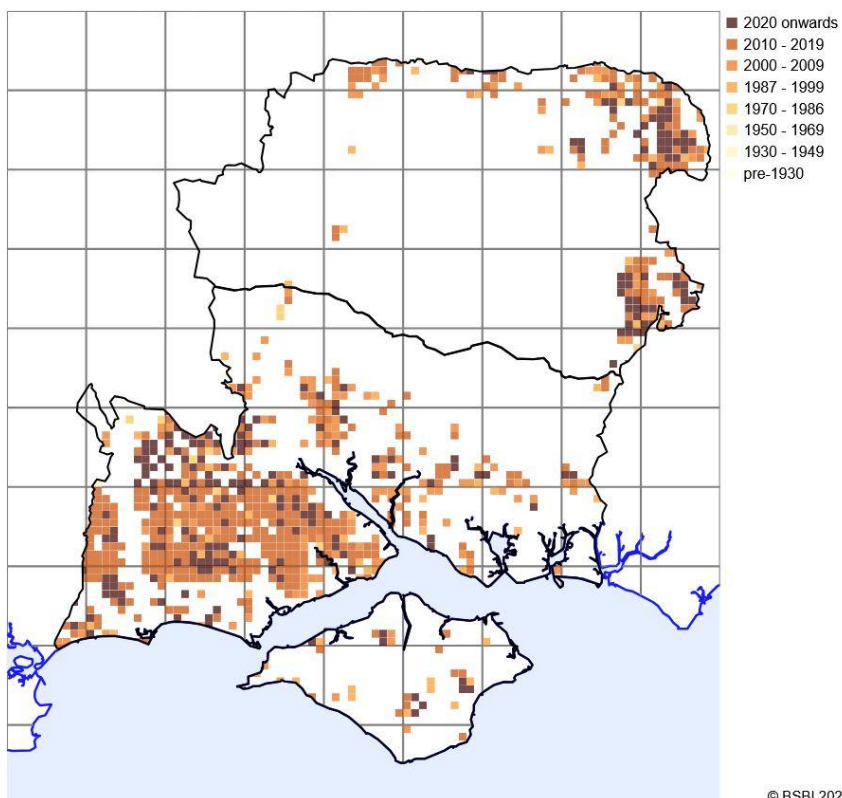 2020 onwards
2010 - 2019
2000 - 2009
1987 - 1999
1970 - 1986
1950 - 1969
1930 - 1949
pre-1930
© BSBI 202